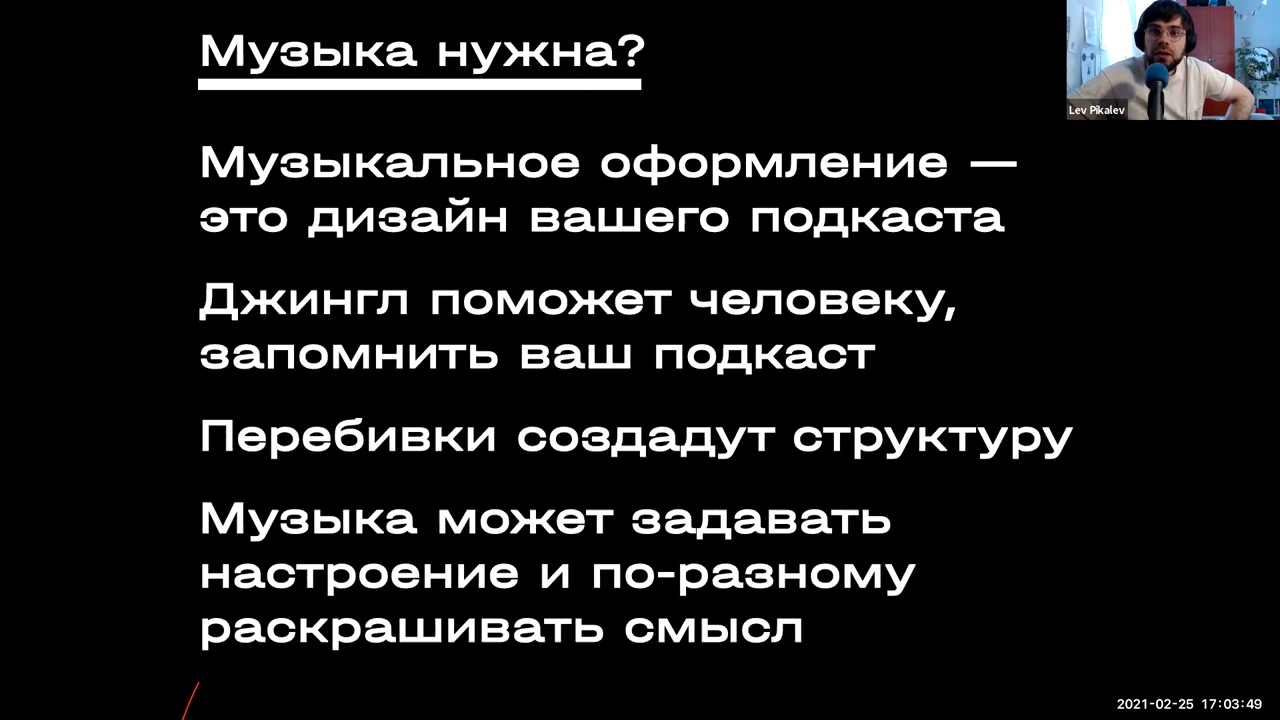 Музыка нужна?
Lev Pikalev
Музыкальное оформление —
это дизайн вашего подкаста
Джингл поможет человеку,
запомнить ваш подкаст
Перебивки создадут структуру
Музыка может задавать
настроение и по-разному
раскрашивать смысл
2021-02-25 17:03:49